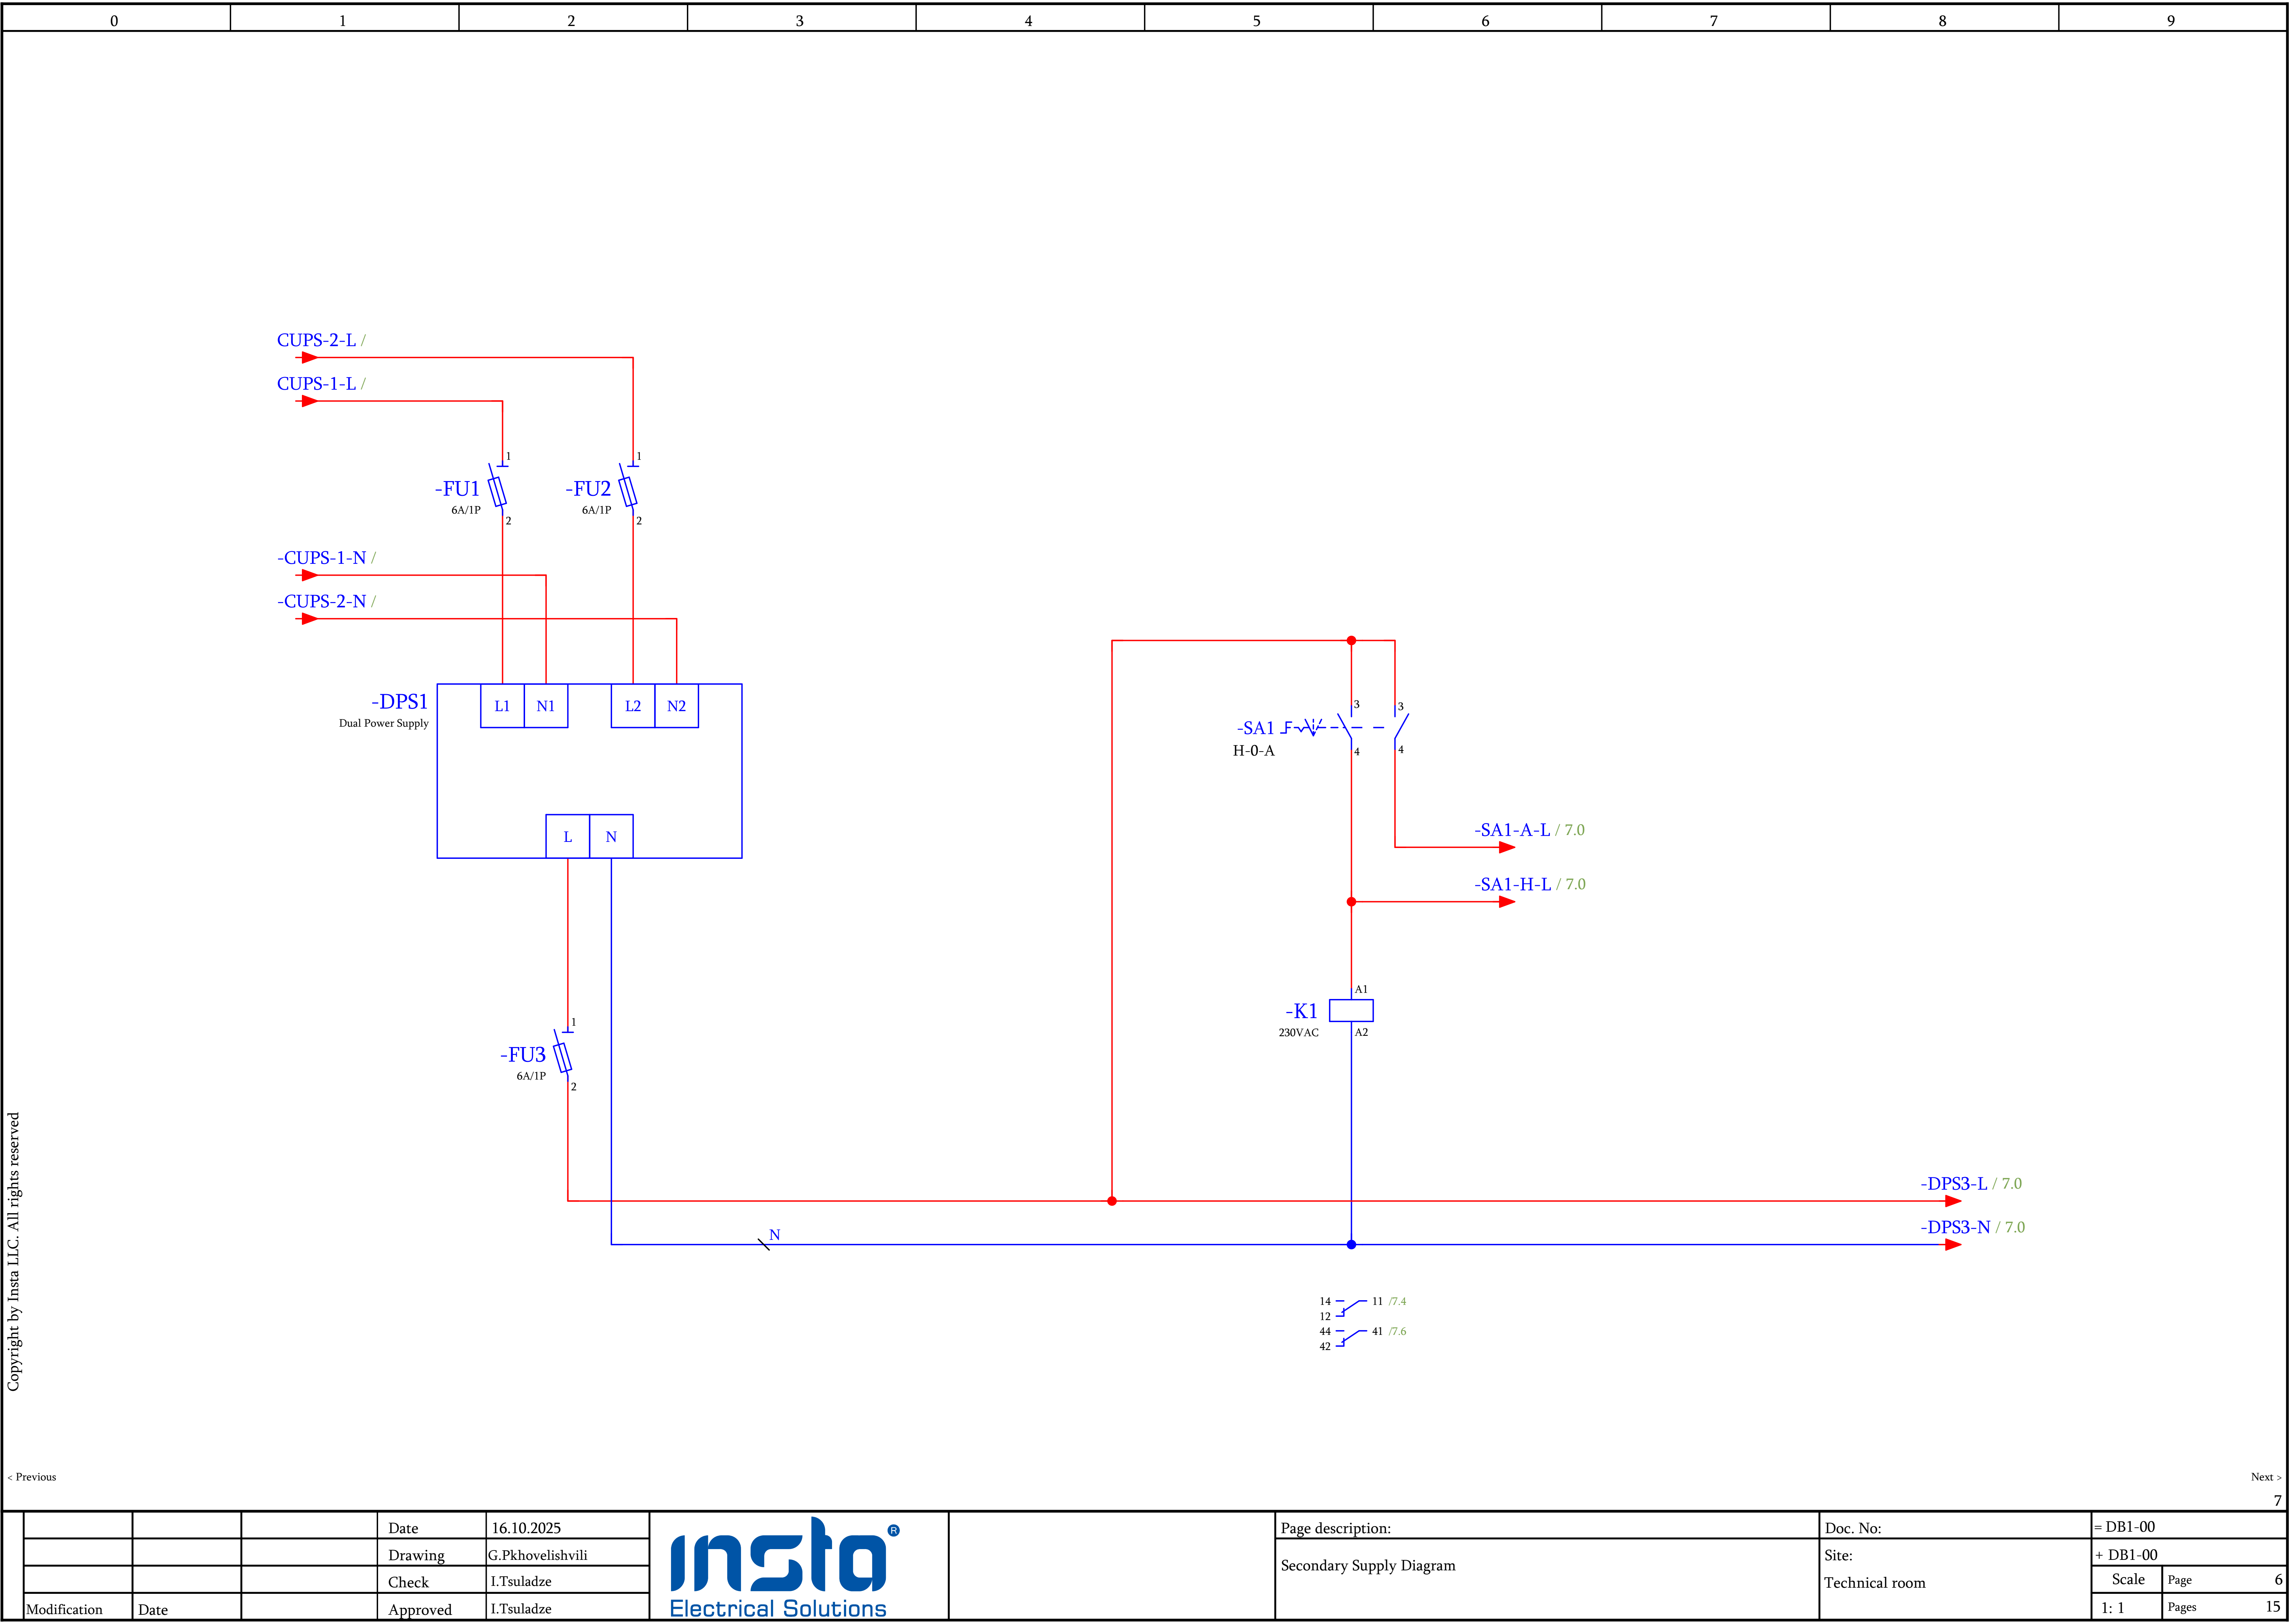 0 1 2 3 4 5 6 7 8 9
CUPS-2-L /
CUPS-1-L /
1 1
-FU1 -FU2
6A/1P 6A/1P
2 2
-CUPS-1-N /
-CUPS-2-N /
-DPS1 L1 N1 L2 N2
Dual Power Supply
3 3
-SA1
H-0-A 4 4
L N
-SA1-A-L / 7.0
-SA1-H-L / 7.0
A1
-K1
230VAC A2
1
-FU3
6A/1P
2
-DPS3-L / 7.0
N -DPS3-N / 7.0
14 11 /7.4
12
44 41 /7.6
42
Copyright by Insta LLC. All rights reserved
< Previous Next >
7
Date 16.10.2025
Drawing G.Pkhovelishvili
Check I.Tsuladze
Modification Date Approved I.Tsuladze
insta ®
Electrical Solutions
Page description:
Secondary Supply Diagram
Doc. No:
Site:
Technical room
= DB1-00
+ DB1-00
Scale Page 6
1: 1 Pages 15